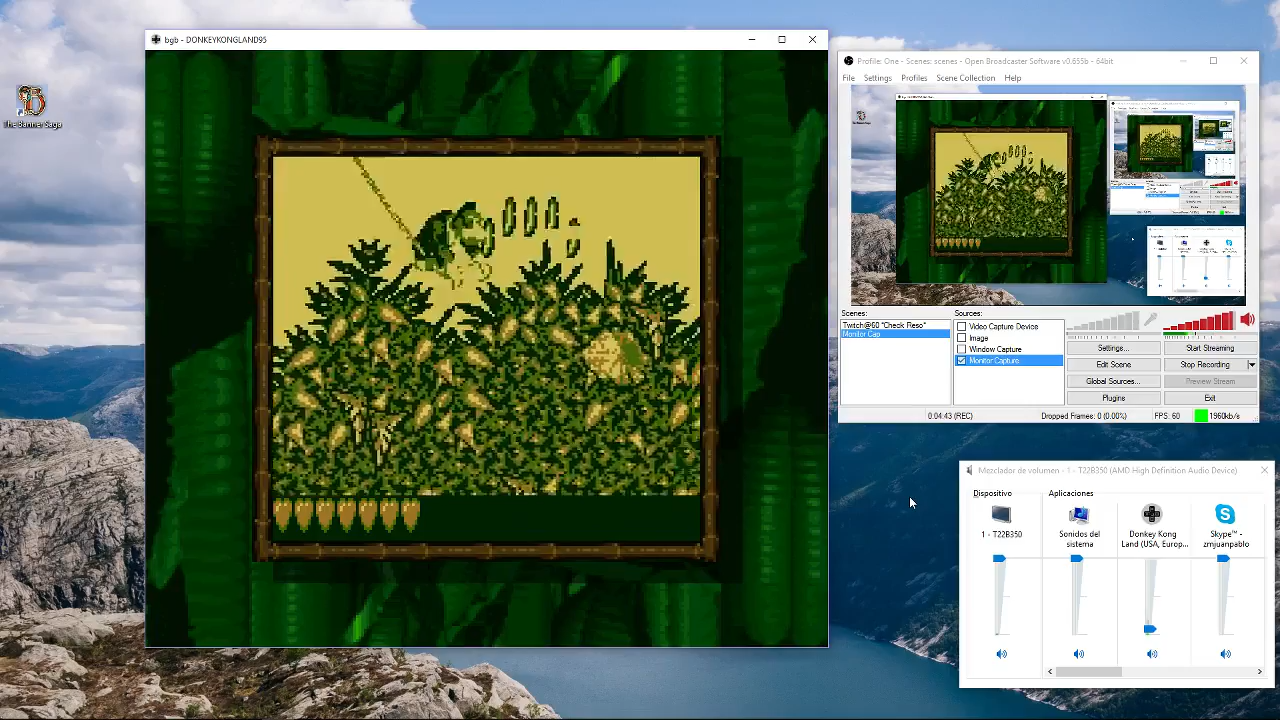 bgb - DONKEYKONGLAND95
The Banner Saga
Profile: One - Scenes: scenes - Open Broadcaster Software v0.655b - 64bit
File Settings Profiles Scene Collection Help
Scenes:
Twitch@60 "Check Reso"
Monitor Cap
Sources:
Video Capture Device
Image
Window Capture
Monitor Capture
Settings... Start Streaming
Edit Scene Stop Recording
Global Sources... Preview Stream
Plugins Exit
0:04:43 (REC) Dropped Frames: 0 (0.00%) FPS: 60 1960kb/s
Mezclador de volumen - 1 - T22B350 (AMD High Definition Audio Device)
Dispositivo Aplicaciones
1 - T22B350
Sonidos del
sistema
Donkey Kong
Land (USA, Europ...
Skype™ -
zmjuanpablo